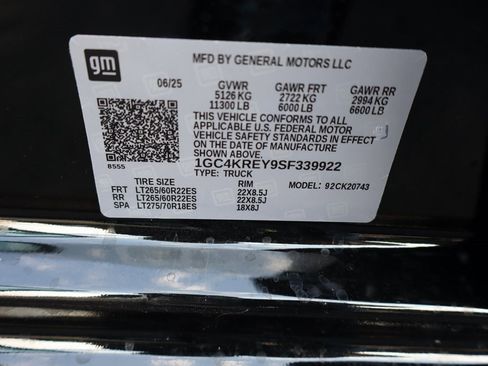 gm
MFD BY GENERAL MOTORS LLC
06/25 GVWR GAWR FRT GAWR RR
5126 KG 2722 KG 2994 KG
11300 LB 6000 LB 6600 LB
THIS VEHICLE CONFORMS TO ALL
APPLICABLE U.S. FEDERAL MOTOR
VEHICLE SAFETY STANDARDS IN EFFECT
ON THE DATE OF MANUFACTURE
SHOWN ABOVE.
1GC4KREY9SF339922
8555 TYPE: TRUCK
TIRE SIZE RIMS MODEL: 92CK20743
FRT LT265/60R22ES 22X8.5J
RR LT265/60R22ES 22X8.5J
SPA LT275/70R18ES 18X8J